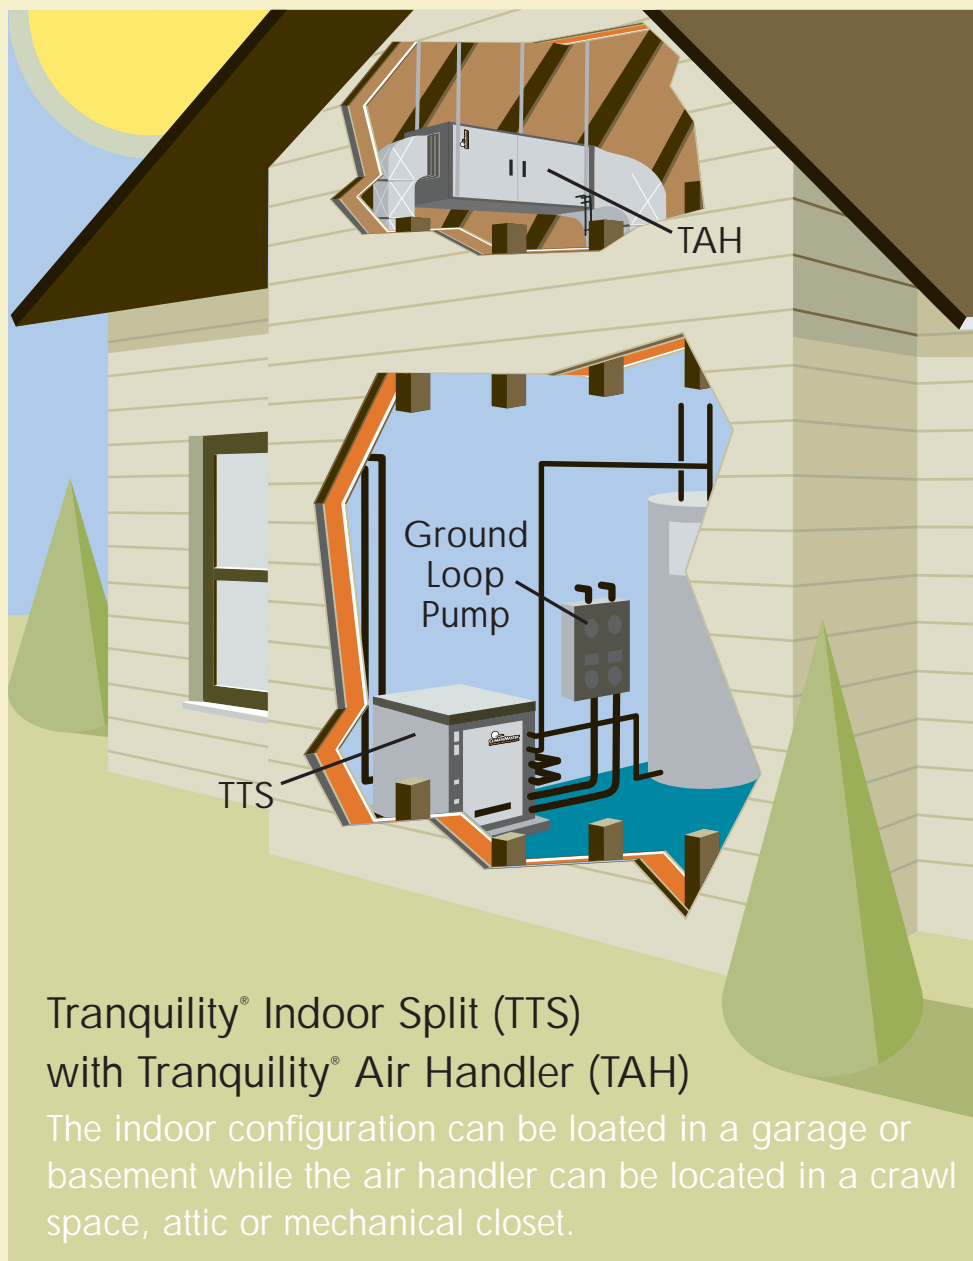 TAH
Ground
Loop
Pump
TTS
CLIMATEMASTER
Tranquility® Indoor Split (TTS)
with Tranquility® Air Handler (TAH)
The indoor configuration can be loated in a garage or
basement while the air handler can be located in a crawl
space, attic or mechanical closet.